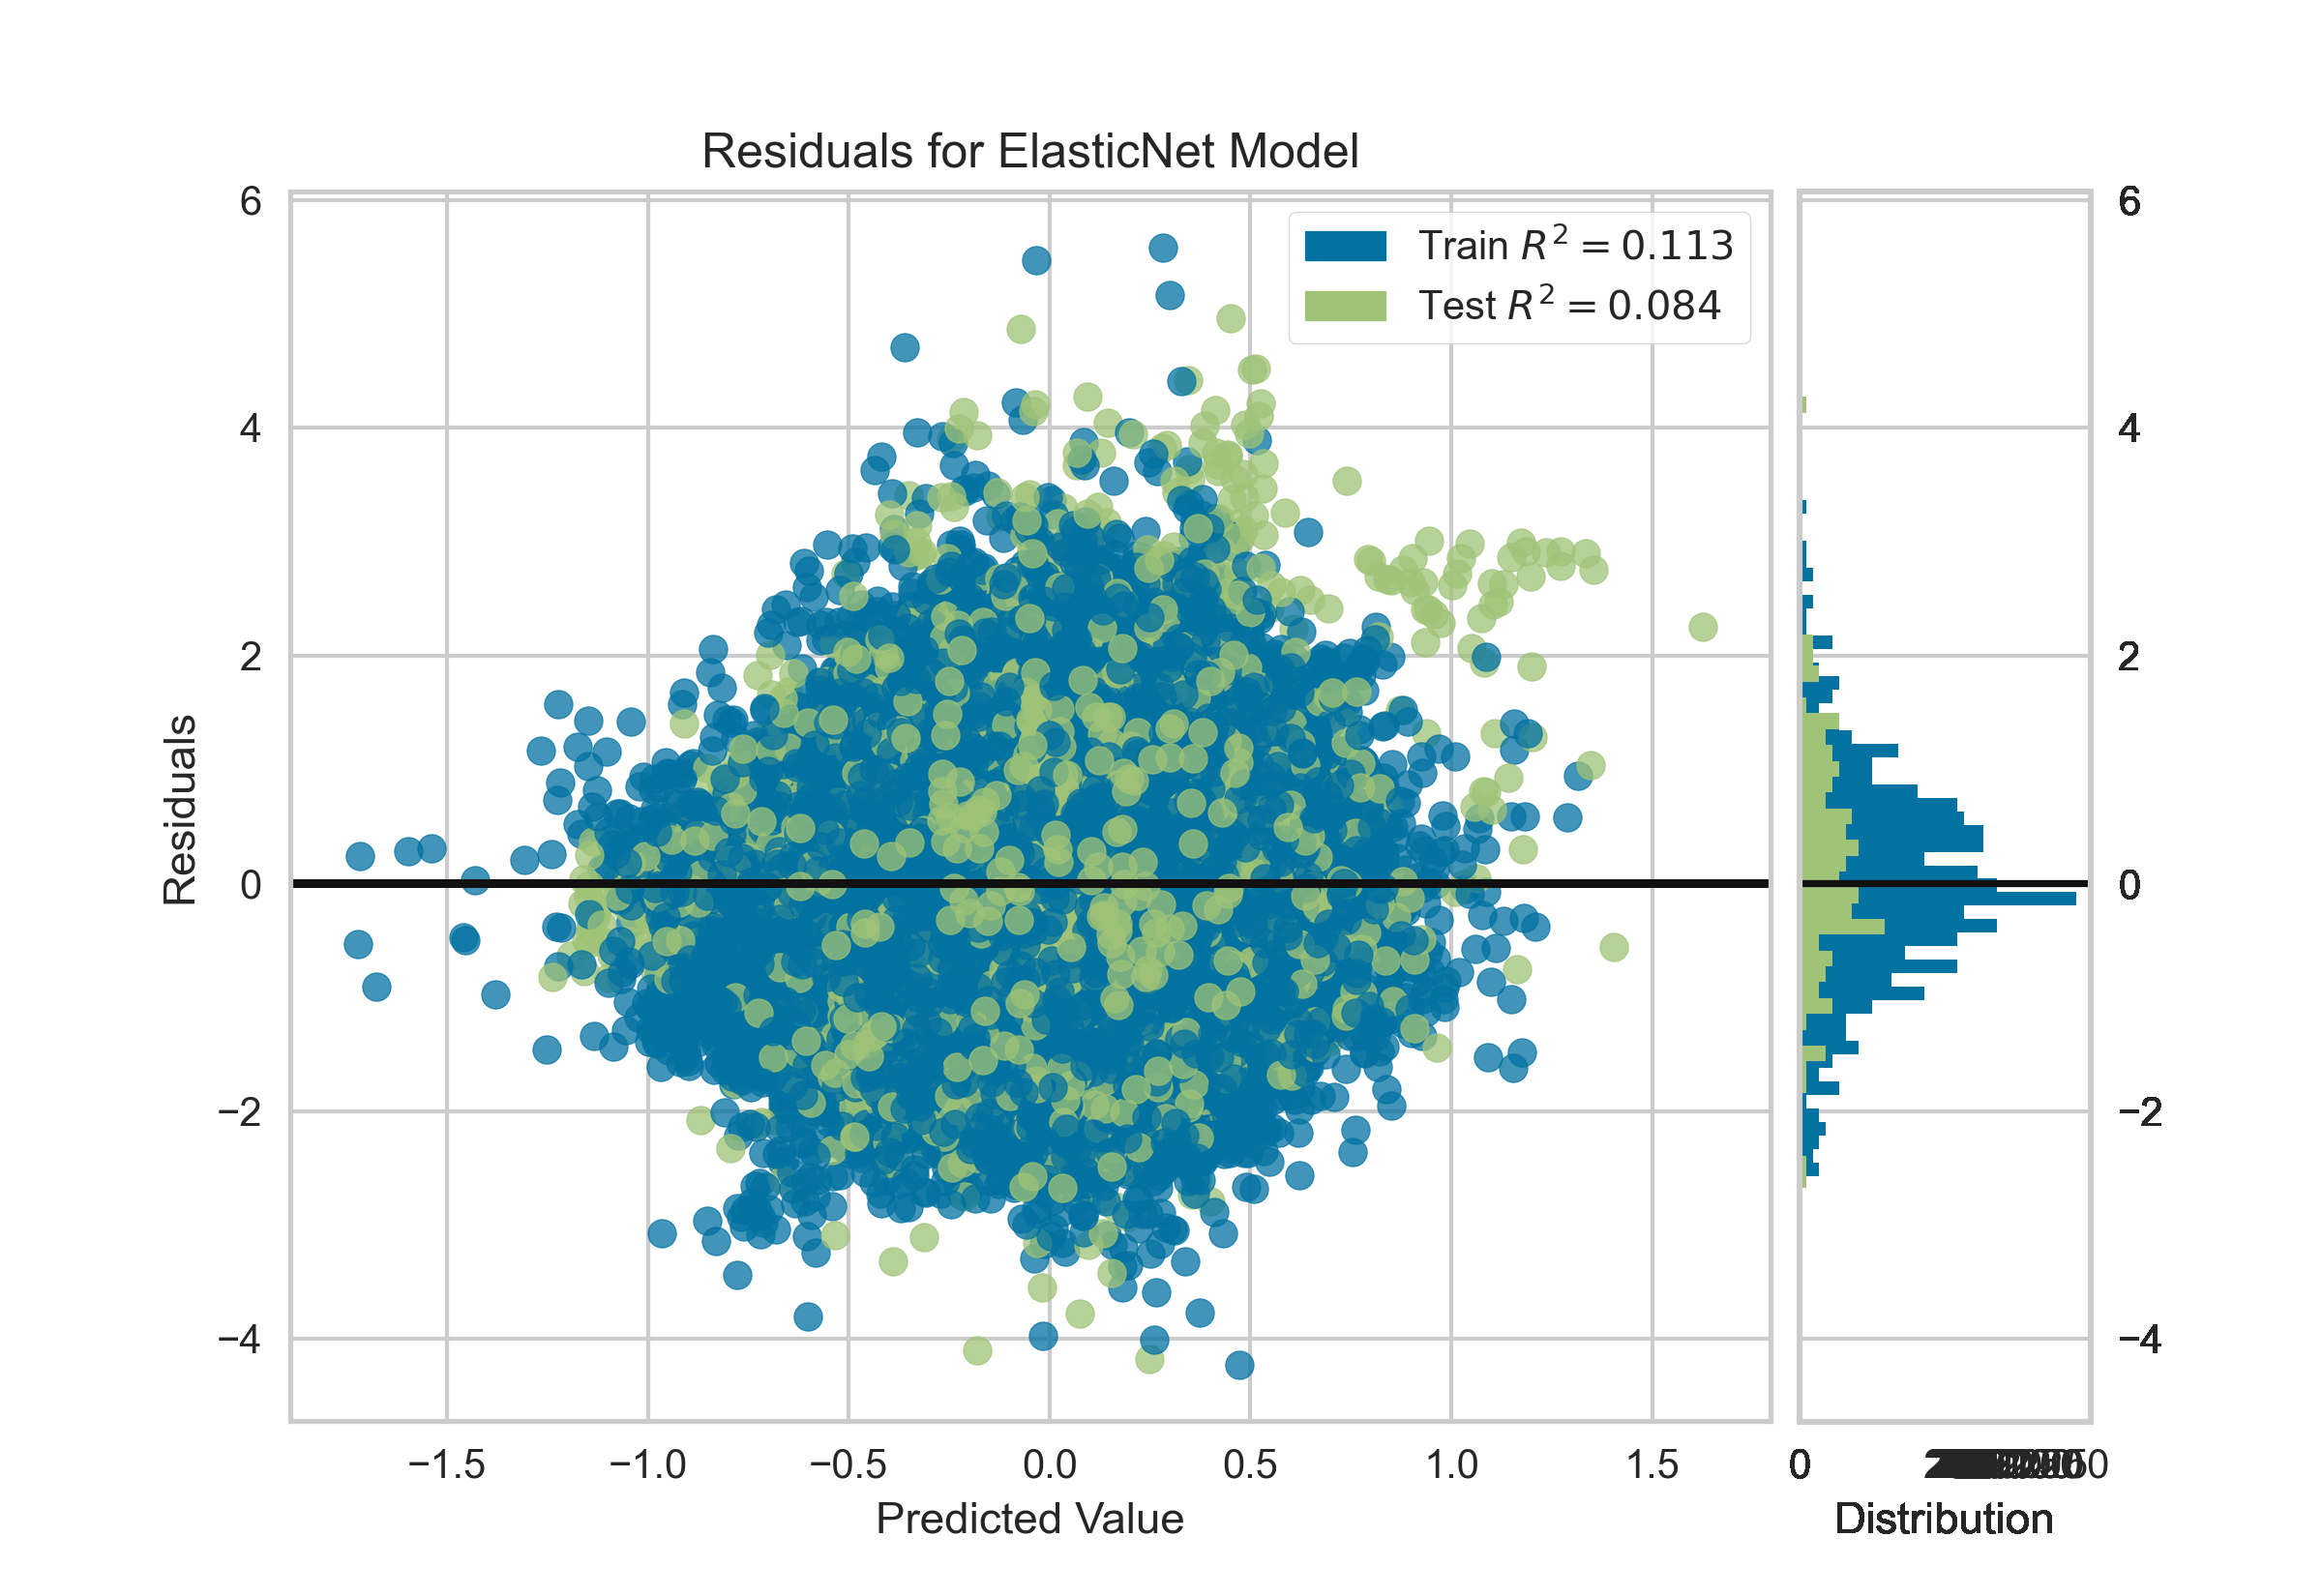 Residuals for ElasticNet Model
6
4
2
0
−2
−4
Residuals
Train R² = 0.113
Test R² = 0.084
−1.5 −1.0 −0.5 0.0 0.5 1.0 1.5
Predicted Value
6
4
2
0
−2
−4
0
Distribution